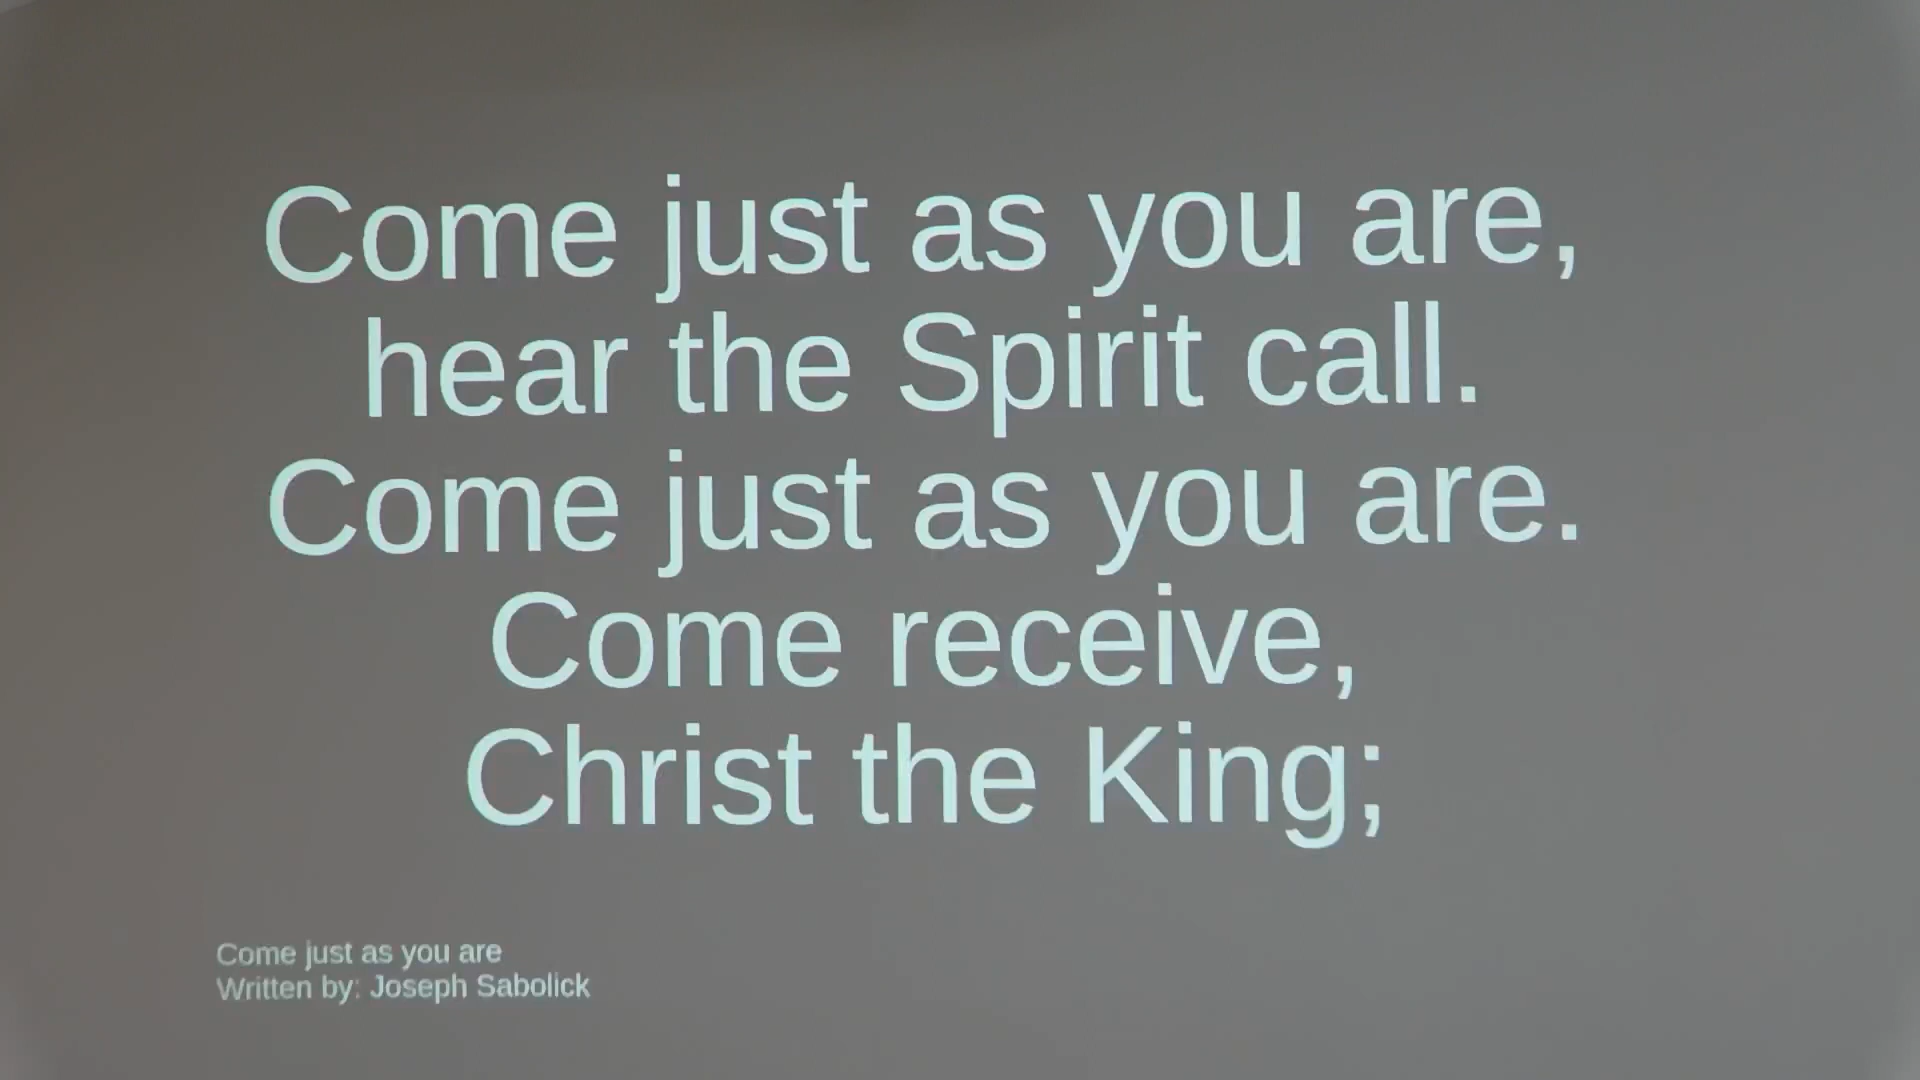 Come just as you are,
hear the Spirit call.
Come just as you are.
Come receive,
Christ the King;
Come just as you are
Written by: Joseph Sabolick